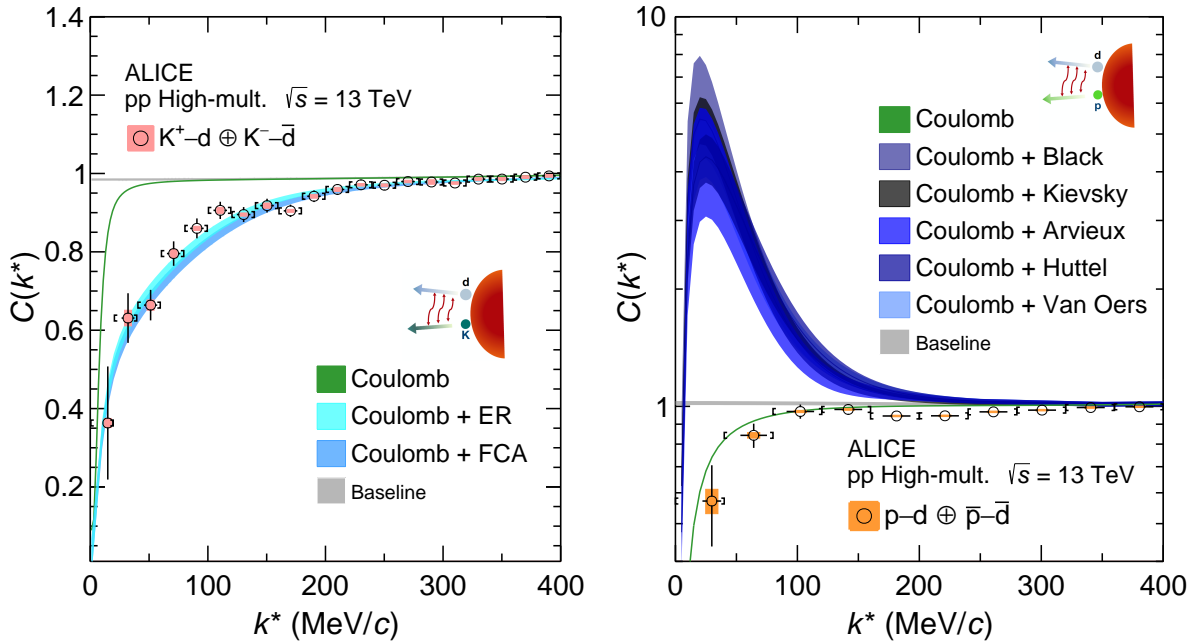 1.4
1.2
1
0.8
0.6
0.4
0.2
C(k*)
ALICE
pp High-mult. √s = 13 TeV
K⁺–d ⊕ K⁻–d̅
d
K
Coulomb
Coulomb + ER
Coulomb + FCA
Baseline
0 100 200 300 400
k* (MeV/c)
10
1
C(k*)
d
p
Coulomb
Coulomb + Black
Coulomb + Kievsky
Coulomb + Arvieux
Coulomb + Huttel
Coulomb + Van Oers
Baseline
ALICE
pp High-mult. √s = 13 TeV
p–d ⊕ p̅–d̅
0 100 200 300 400
k* (MeV/c)